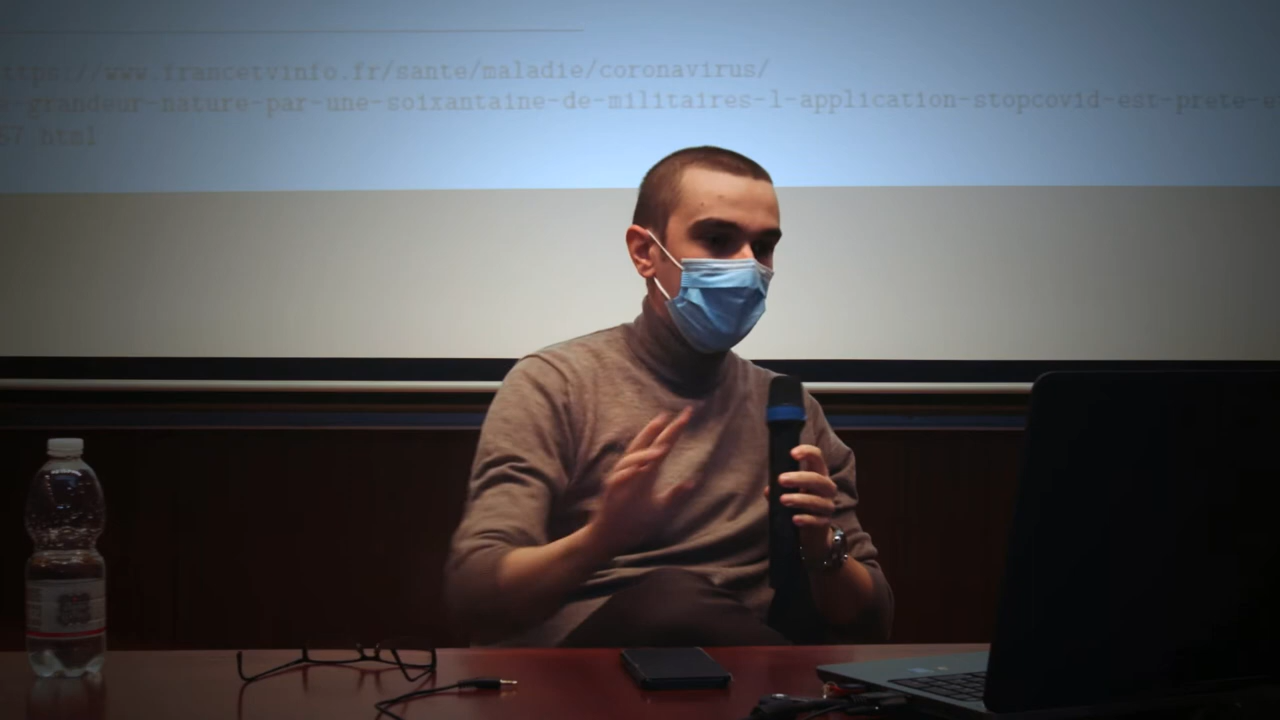 https://www.francetvinfo.fr/sante/maladie/coronavirus/
-grandeur-nature-par-une-soixantaine-de-militaires-l-application-stopcovid-est-prete-e
57 html